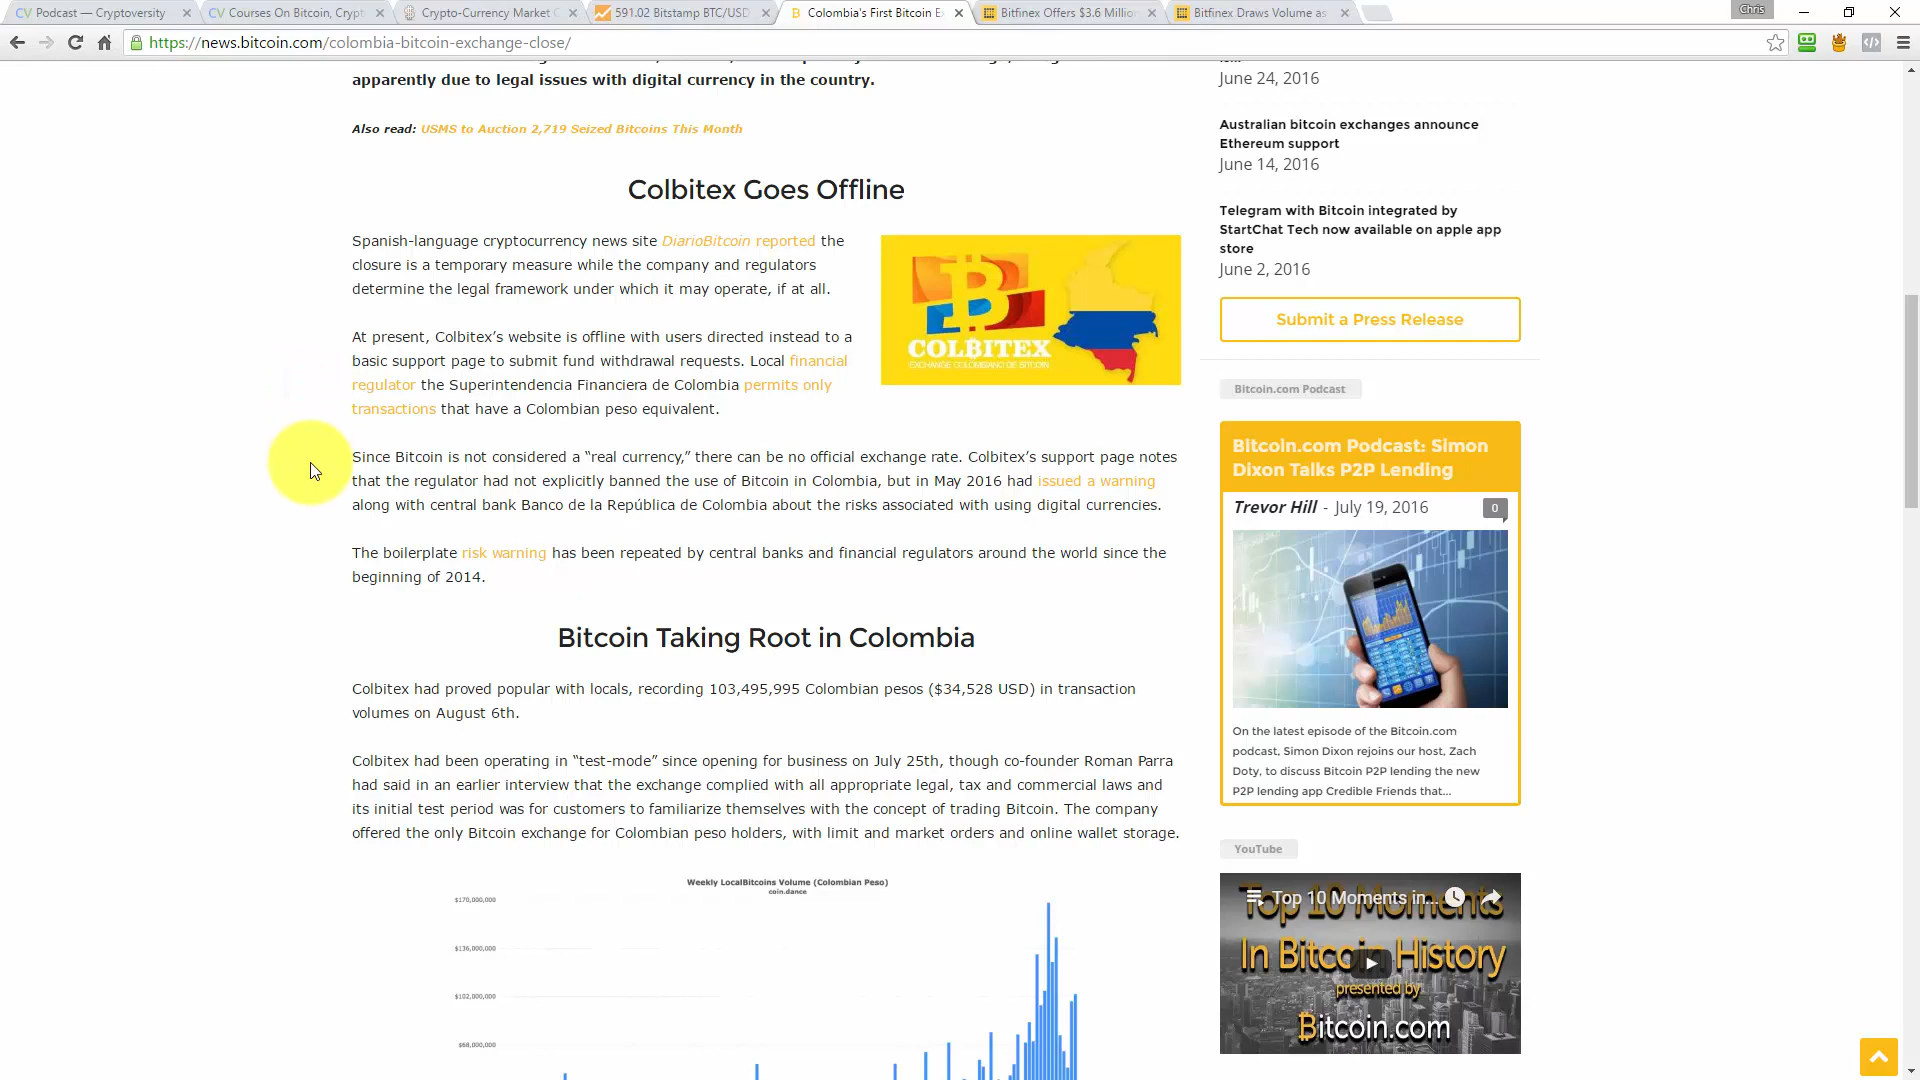 CV Podcast — Cryptoversity
CV Courses On Bitcoin, Crypt
Crypto-Currency Market C
591.02 Bitstamp BTC/USD
Colombia's First Bitcoin E
Bitfinex Offers $3.6 Million
Bitfinex Draws Volume as
Chris
https://news.bitcoin.com/colombia-bitcoin-exchange-close/
apparently due to legal issues with digital currency in the country.
Also read: USMS to Auction 2,719 Seized Bitcoins This Month
Colbitex Goes Offline
Spanish-language cryptocurrency news site DiarioBitcoin reported the
closure is a temporary measure while the company and regulators
determine the legal framework under which it may operate, if at all.
COLBITEX
EXCHANGE COLOMBIANO DE BITCOIN
At present, Colbitex’s website is offline with users directed instead to a
basic support page to submit fund withdrawal requests. Local financial
regulator the Superintendencia Financiera de Colombia permits only
transactions that have a Colombian peso equivalent.
Since Bitcoin is not considered a “real currency,” there can be no official exchange rate. Colbitex’s support page notes
that the regulator had not explicitly banned the use of Bitcoin in Colombia, but in May 2016 had issued a warning
along with central bank Banco de la República de Colombia about the risks associated with using digital currencies.
The boilerplate risk warning has been repeated by central banks and financial regulators around the world since the
beginning of 2014.
Bitcoin Taking Root in Colombia
Colbitex had proved popular with locals, recording 103,495,995 Colombian pesos ($34,528 USD) in transaction
volumes on August 6th.
Colbitex had been operating in “test-mode” since opening for business on July 25th, though co-founder Roman Parra
had said in an earlier interview that the exchange complied with all appropriate legal, tax and commercial laws and
its initial test period was for customers to familiarize themselves with the concept of trading Bitcoin. The company
offered the only Bitcoin exchange for Colombian peso holders, with limit and market orders and online wallet storage.
Weekly LocalBitcoins Volume (Colombian Peso)
coin.dance
$170,000,000
$136,000,000
$102,000,000
$68,000,000
June 24, 2016
Australian bitcoin exchanges announce
Ethereum support
June 14, 2016
Telegram with Bitcoin integrated by
StartChat Tech now available on apple app
store
June 2, 2016
Submit a Press Release
Bitcoin.com Podcast
Bitcoin.com Podcast: Simon
Dixon Talks P2P Lending
Trevor Hill - July 19, 2016
0
On the latest episode of the Bitcoin.com
podcast, Simon Dixon rejoins our host, Zach
Doty, to discuss Bitcoin P2P lending the new
P2P lending app Credible Friends that...
YouTube
Top 10 Moments in...
Top 10 Moments
In Bitcoin History
presented by
Bitcoin.com